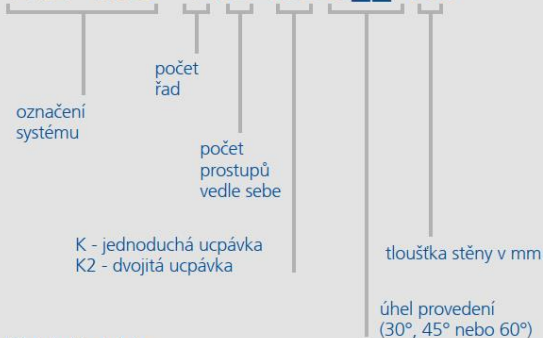 počet
řad
označení
systému
počet
prostupů
vedle sebe
K - jednoduchá ucpávka
K2 - dvojitá ucpávka
tloušťka stěny v mm
úhel provedení
(30°, 45° nebo 60°)